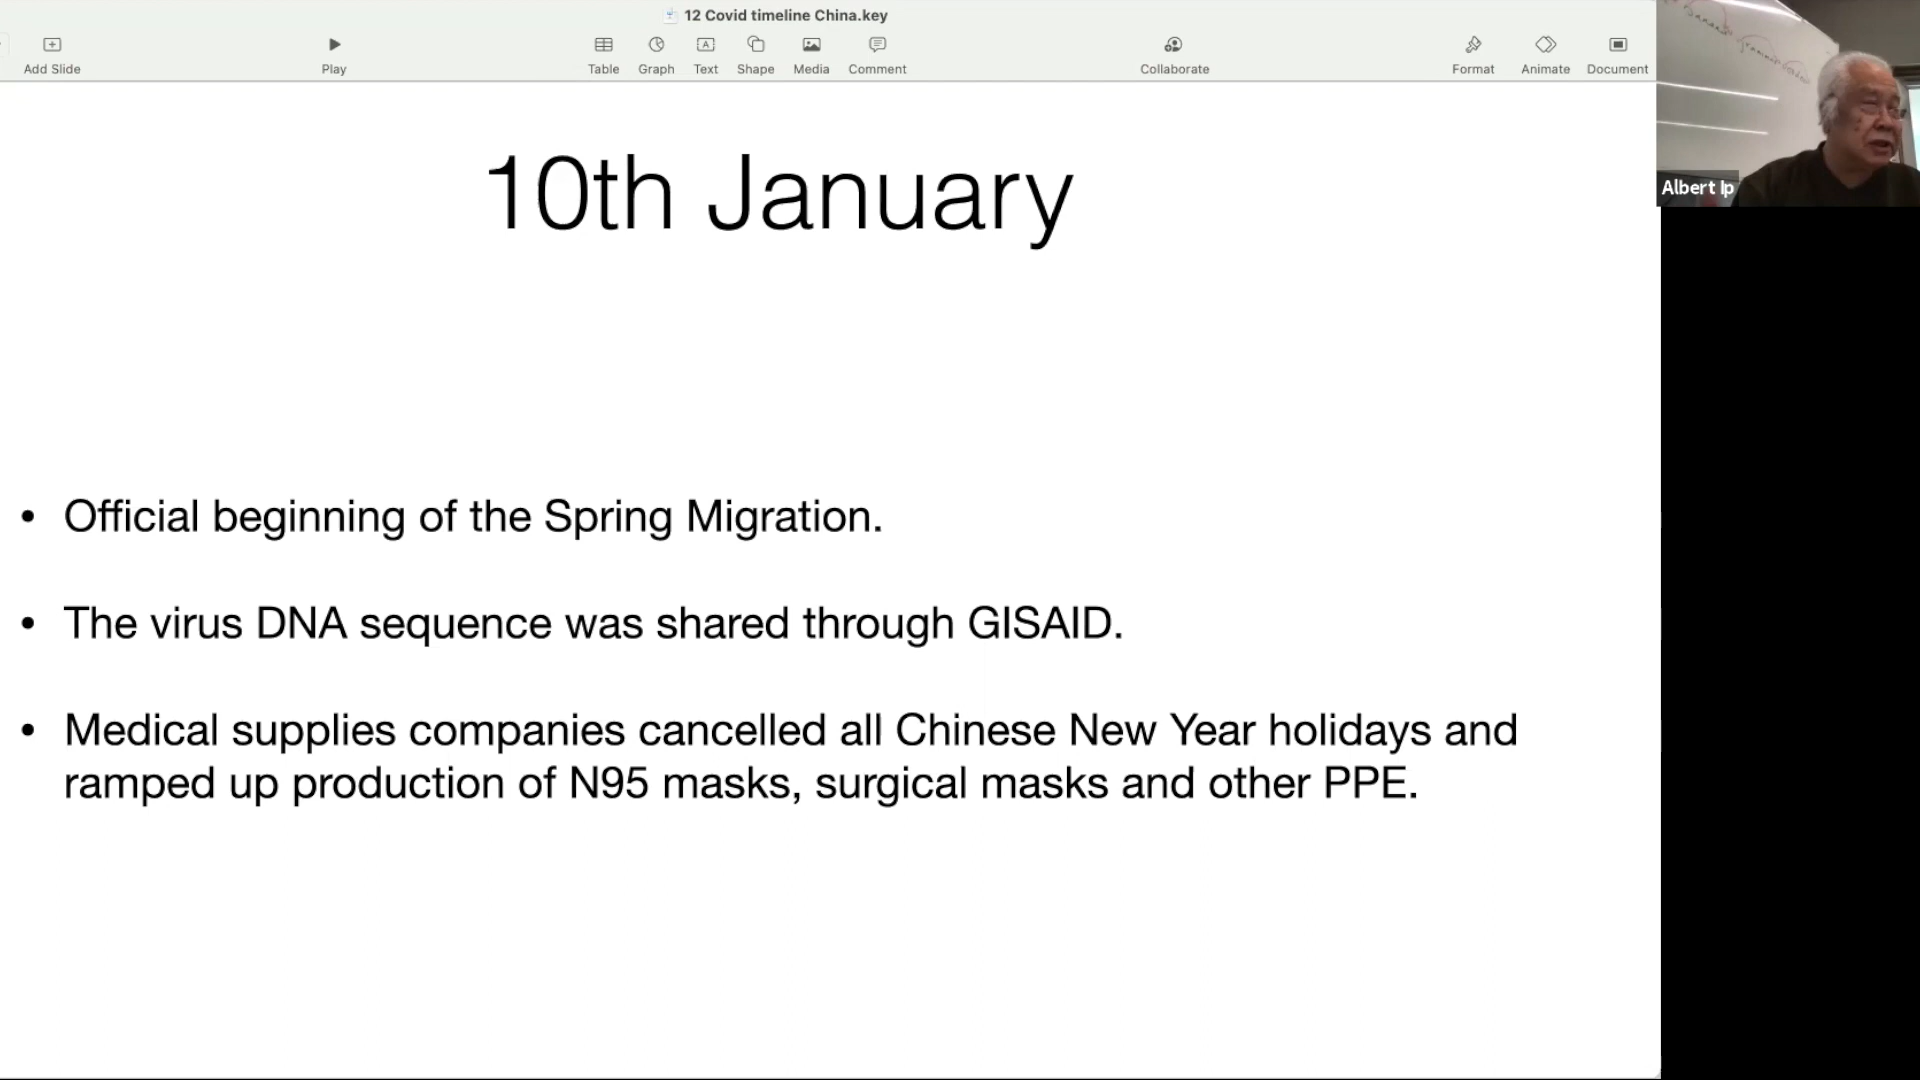 12 Covid timeline China.key
Add Slide
Play
Table
Graph
Text
Shape
Media
Comment
Collaborate
Format
Animate
Document
Albert Ip
10th January
• Official beginning of the Spring Migration.
• The virus DNA sequence was shared through GISAID.
• Medical supplies companies cancelled all Chinese New Year holidays and
ramped up production of N95 masks, surgical masks and other PPE.